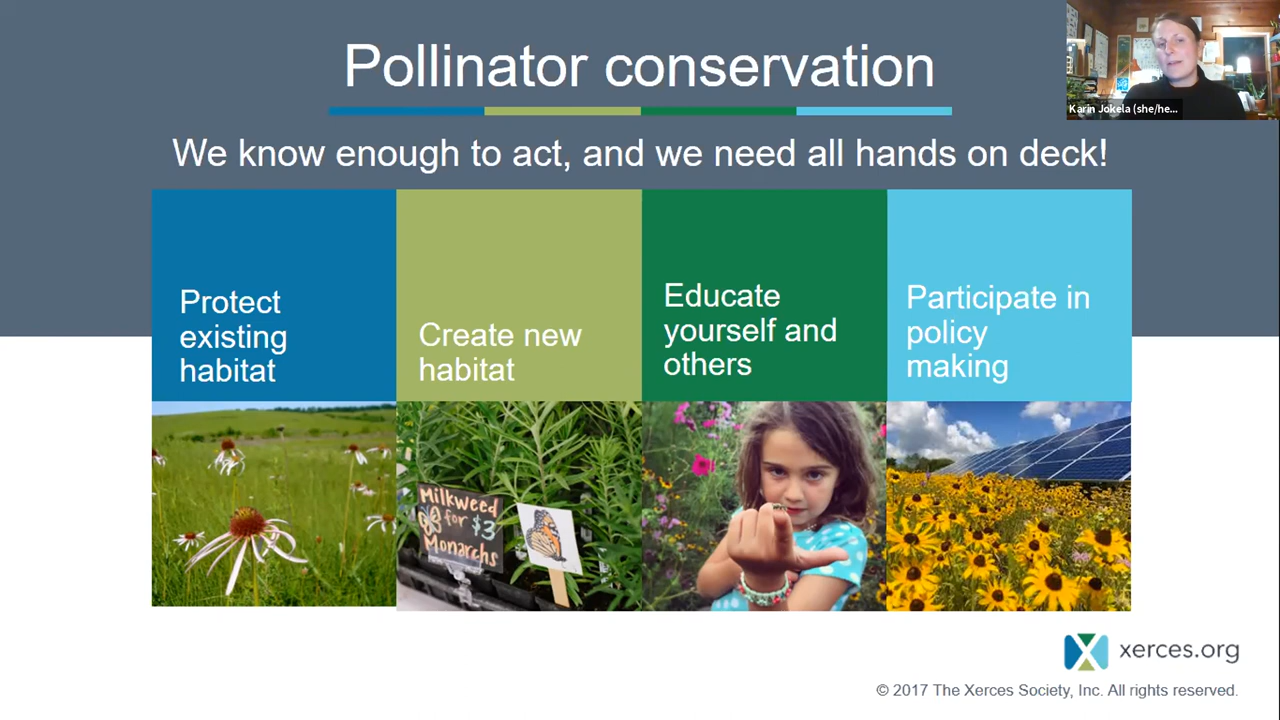 Pollinator conservation
Karin Jokela (she/he...
We know enough to act, and we need all hands on deck!
Protect
existing
habitat
Create new
habitat
Educate
yourself and
others
Participate in
policy
making
Milkweed
for $3
Monarchs
xerces.org
© 2017 The Xerces Society, Inc. All rights reserved.